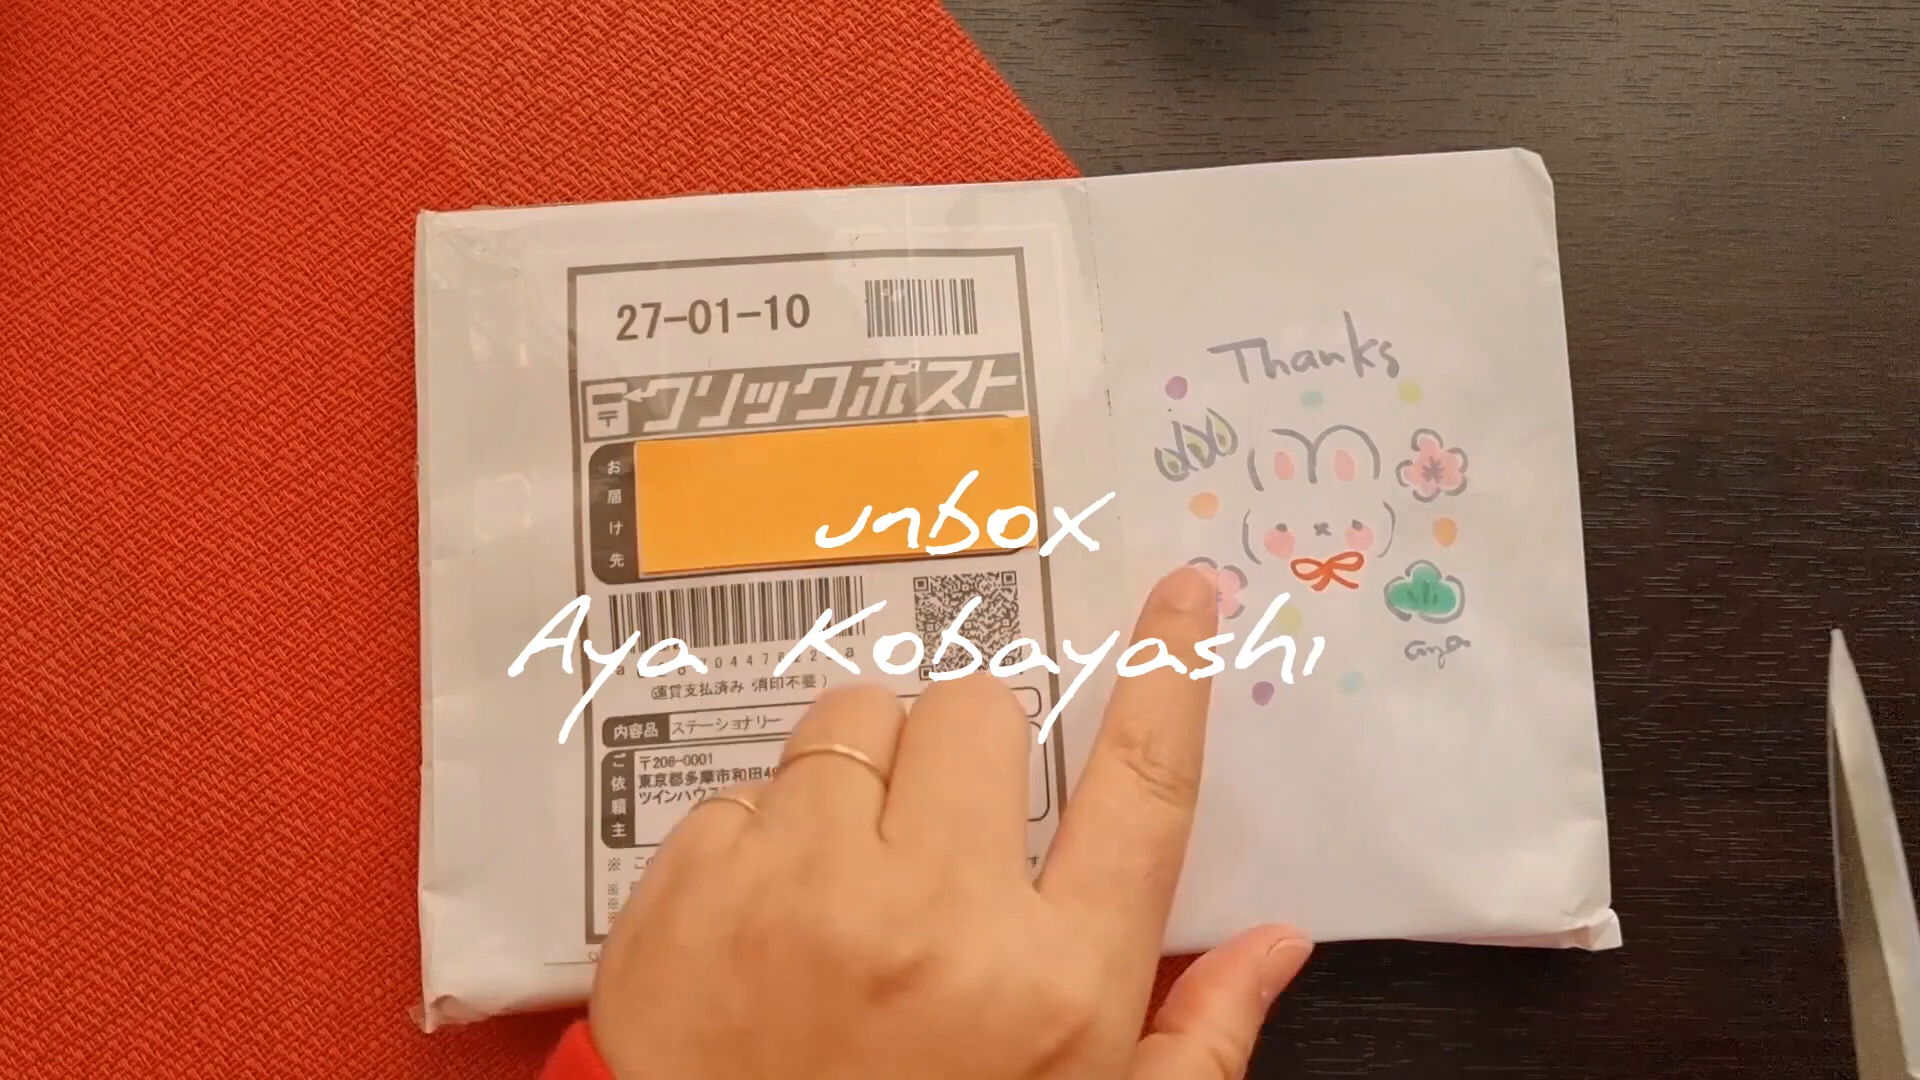 27-01-10
クリックポスト
お届け先
Thanks
unbox
Aya Kobayashi
aya
(運賃支払済み 消印不要)
内容品 ステーショナリー
ご依頼主
〒206-0001
東京都多摩市和田
ツインハウス